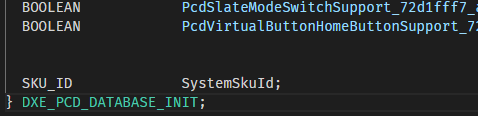 BOOLEAN PcdSlateModeSwitchSupport_72d1fff7_
BOOLEAN PcdVirtualButtonHomeButtonSupport_72
SKU_ID SystemSkuId;
} DXE_PCD_DATABASE_INIT;